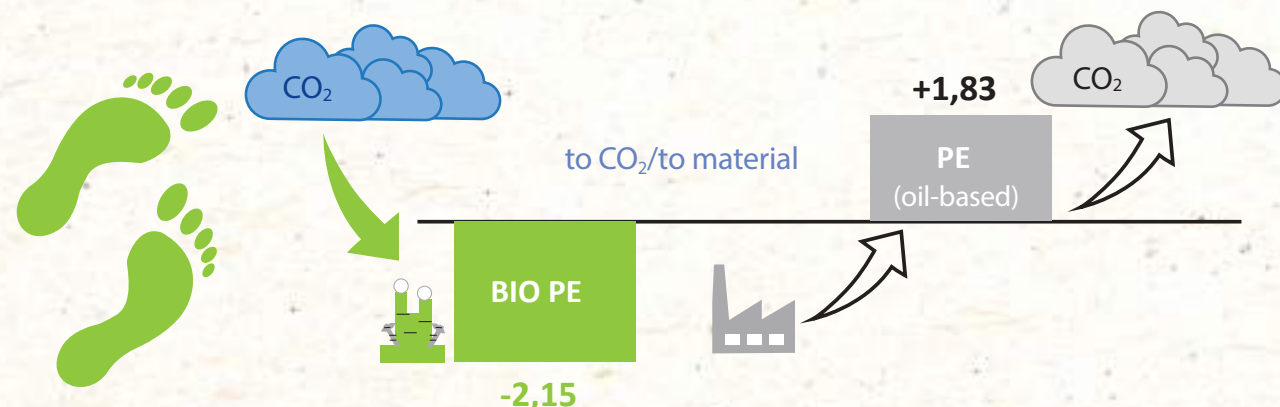 CO₂
+1,83
CO₂
to CO₂/to material
PE
(oil-based)
BIO PE
-2,15